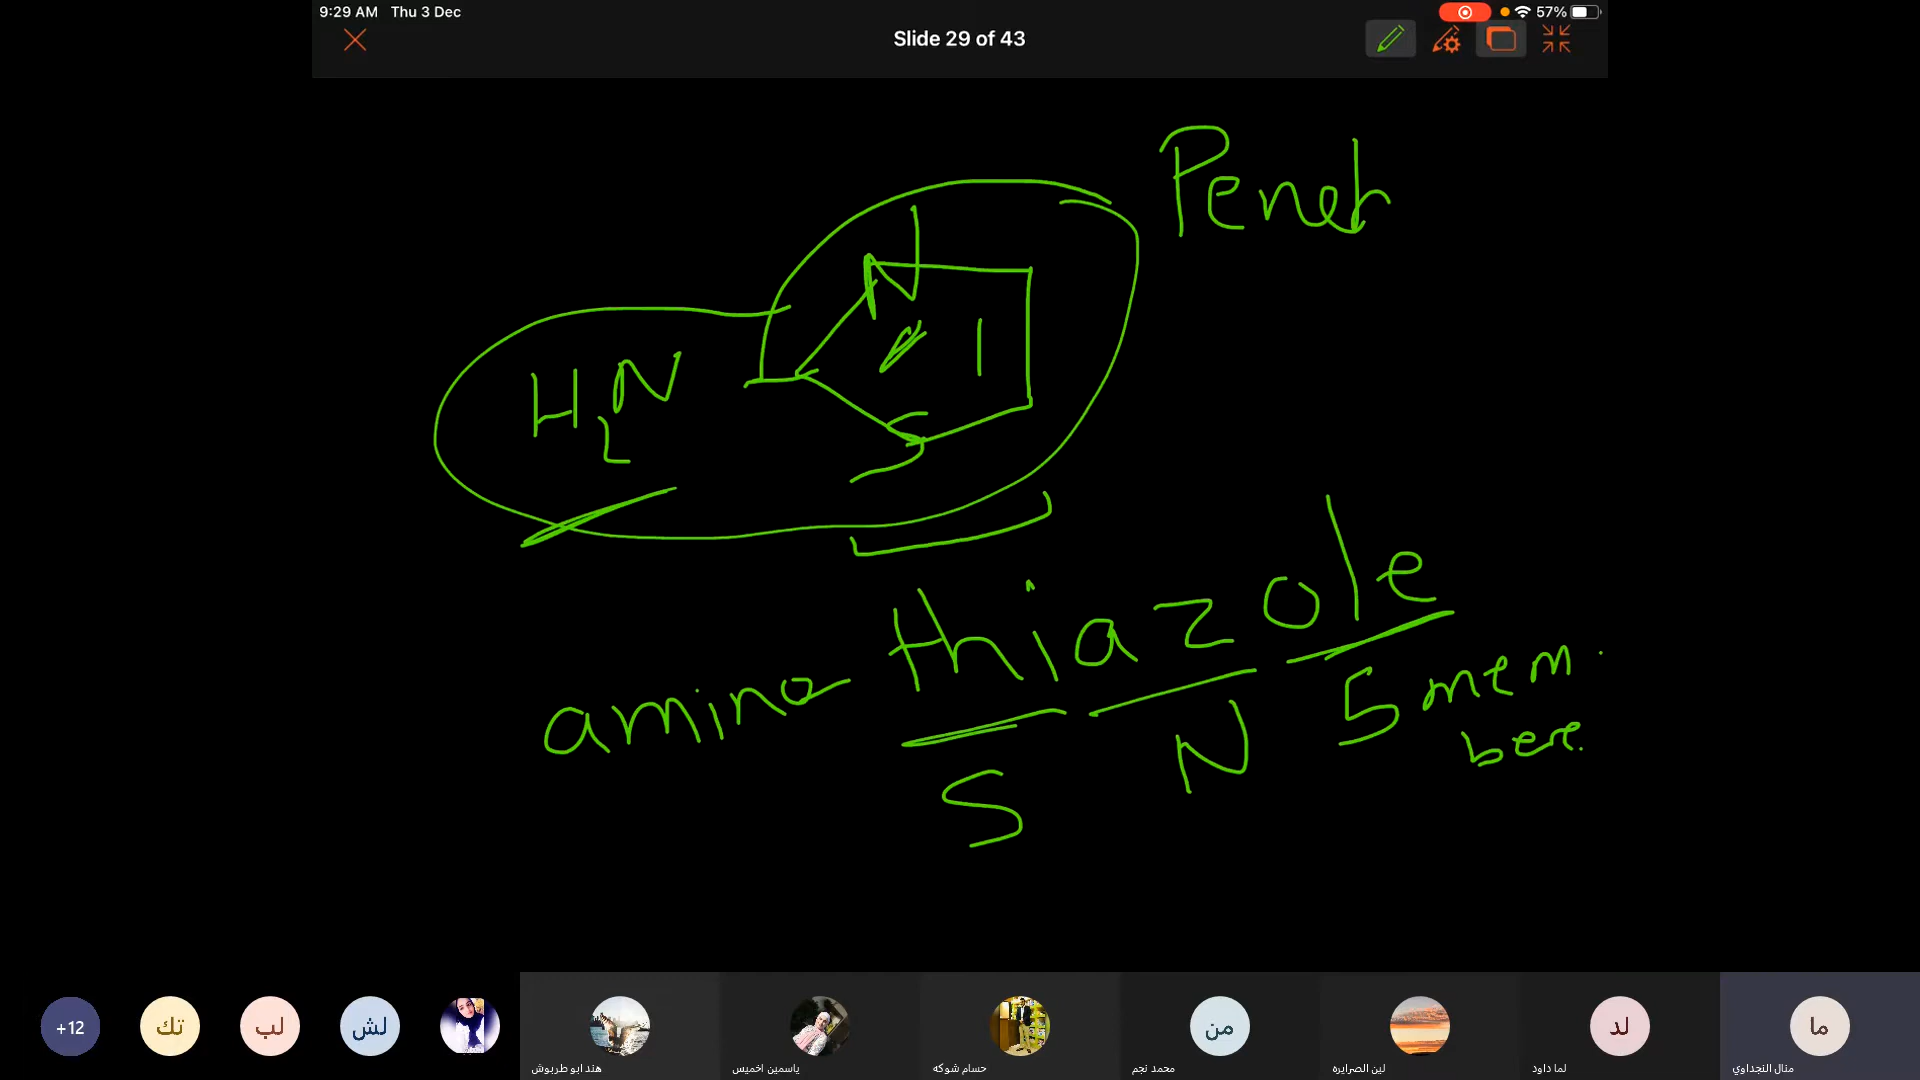 9:29 AM Thu 3 Dec
57%
Slide 29 of 43
N
H2N
S
amino thiazole
S
N
5 mem
bere.
+12
تك
لب
لش
من
لد
ما
هند ابو طربوش
ياسمين اخميس
حسام شوكه
محمد نجم
لين الصرايره
لما داود
منال النجداوي